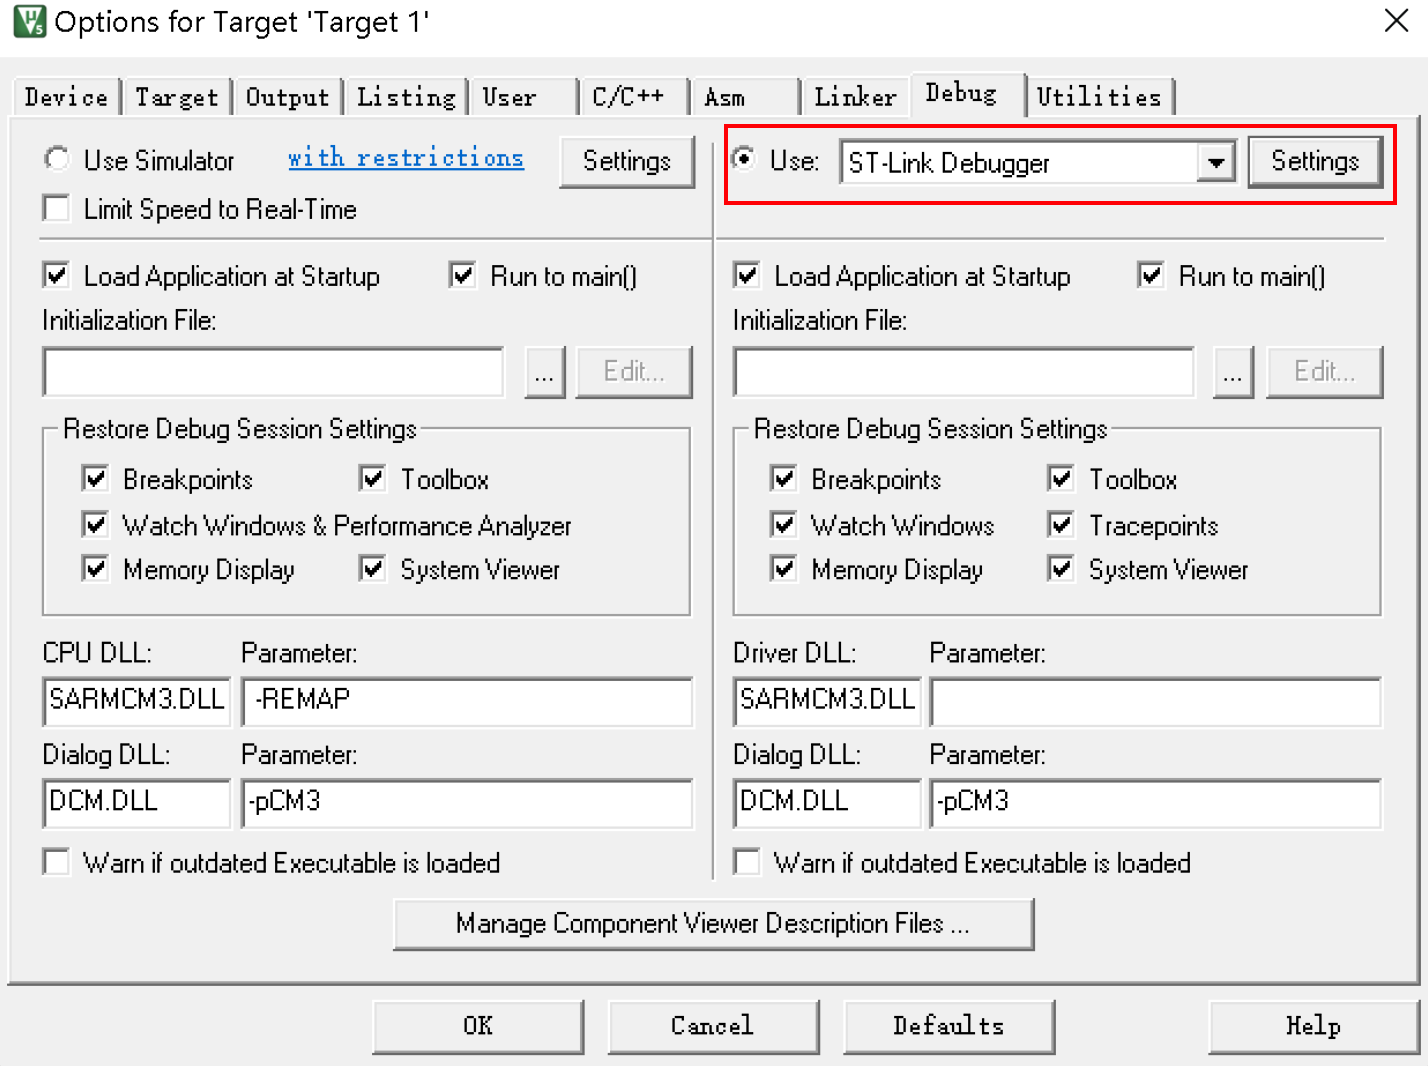 Options for Target 'Target 1'
Device Target Output Listing User C/C++ Asm Linker Debug Utilities
Use Simulator with restrictions Settings
Limit Speed to Real-Time
Use: ST-Link Debugger Settings
Load Application at Startup Run to main()
Initialization File:
... Edit...
Restore Debug Session Settings
Breakpoints Toolbox
Watch Windows & Performance Analyzer
Memory Display System Viewer
CPU DLL: Parameter:
SARMCM3.DLL -REMAP
Dialog DLL: Parameter:
DCM.DLL -pCM3
Warn if outdated Executable is loaded
Load Application at Startup Run to main()
Initialization File:
... Edit...
Restore Debug Session Settings
Breakpoints Toolbox
Watch Windows Tracepoints
Memory Display System Viewer
Driver DLL: Parameter:
SARMCM3.DLL
Dialog DLL: Parameter:
DCM.DLL -pCM3
Warn if outdated Executable is loaded
Manage Component Viewer Description Files ...
OK Cancel Defaults Help